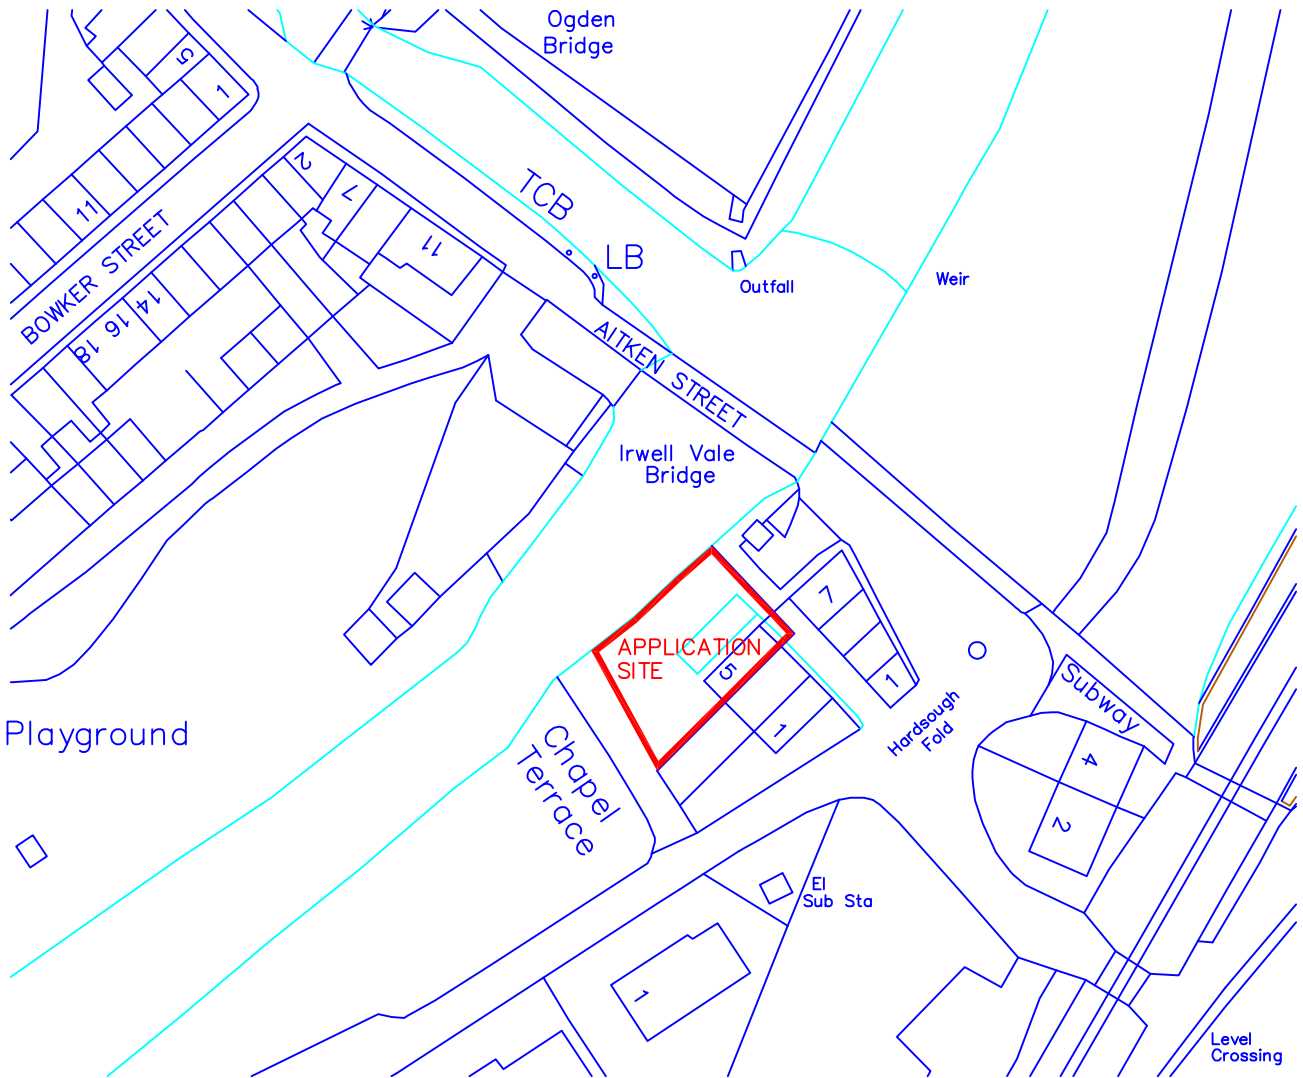 Ogden
Bridge
5
1
11
BOWKER STREET
2
7
11
TCB
LB
Outfall
Weir
14
16
18
AITKEN STREET
Irwell Vale
Bridge
7
1
APPLICATION
SITE
5
1
Hardsough
Fold
Subway
4
2
Playground
Chapel
Terrace
El
Sub Sta
1
Level
Crossing